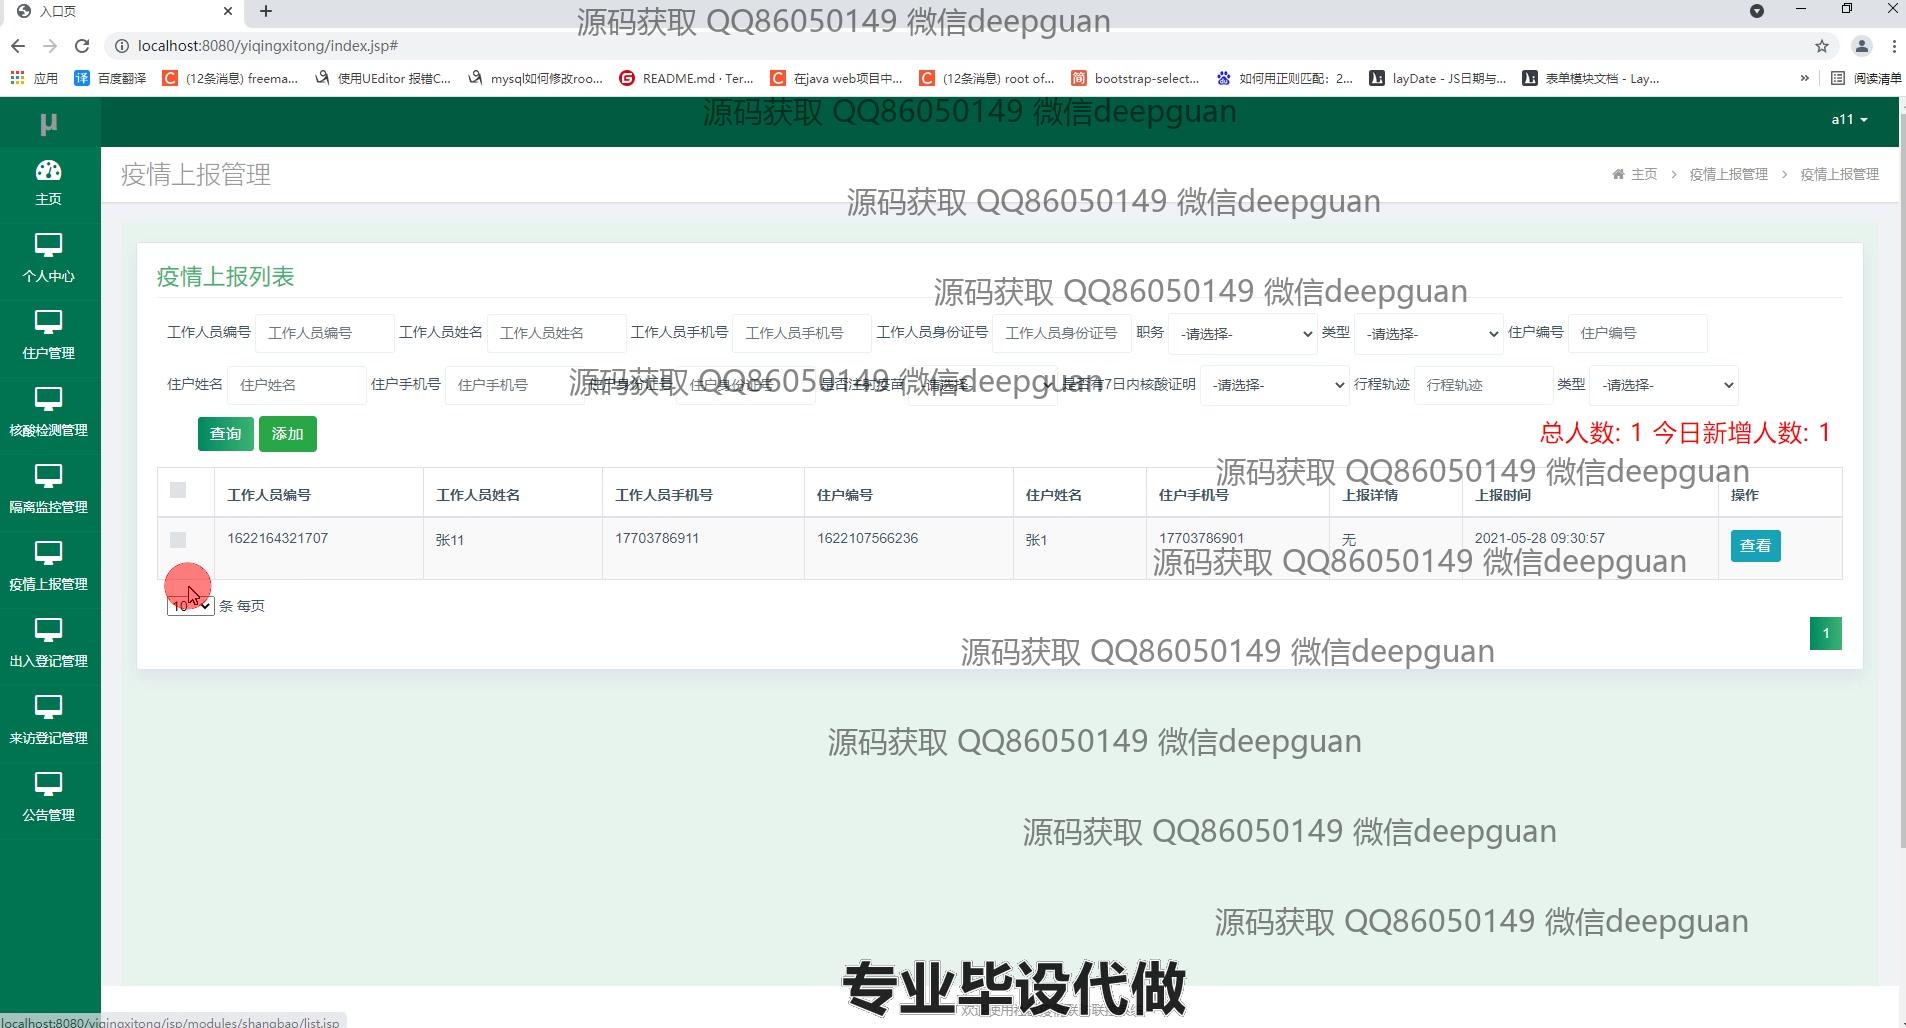 入口页
源码获取 QQ86050149 微信deepguan
localhost:8080/yiqingxitong/index.jsp#
应用 百度翻译 (12条消息) freema... 使用UEditor 报错C... mysql如何修改roo... README.md · Ter... 在java web项目中... (12条消息) root of... bootstrap-select... 如何用正则匹配：2... layDate - JS日期与... 表单模块文档 - Lay... » 阅读清单
源码获取 QQ86050149 微信deepguan
μ a11
疫情上报管理 主页 > 疫情上报管理 > 疫情上报管理
源码获取 QQ86050149 微信deepguan
主页
个人中心
住户管理
核酸检测管理
隔离监控管理
疫情上报管理
出入登记管理
来访登记管理
公告管理
疫情上报列表
源码获取 QQ86050149 微信deepguan
工作人员编号 工作人员编号 工作人员姓名 工作人员姓名 工作人员手机号 工作人员手机号 工作人员身份证号 工作人员身份证号 职务 -请选择- 类型 -请选择- 住户编号 住户编号
住户姓名 住户姓名 住户手机号 住户手机号 住户身份证号 住户身份证号 是否注射疫苗 -请选择- 是否有7日内核酸证明 -请选择- 行程轨迹 行程轨迹 类型 -请选择-
源码获取 QQ86050149 微信deepguan
查询 添加 总人数: 1 今日新增人数: 1
源码获取 QQ86050149 微信deepguan
工作人员编号 工作人员姓名 工作人员手机号 住户编号 住户姓名 住户手机号 上报详情 上报时间 操作
1622164321707 张11 17703786911 1622107566236 张1 17703786901 无 2021-05-28 09:30:57 查看
源码获取 QQ86050149 微信deepguan
10 条 每页
1
源码获取 QQ86050149 微信deepguan
源码获取 QQ86050149 微信deepguan
源码获取 QQ86050149 微信deepguan
源码获取 QQ86050149 微信deepguan
专业毕设代做
localhost:8080/yiqingxitong/jsp/modules/shangbao/list.jsp